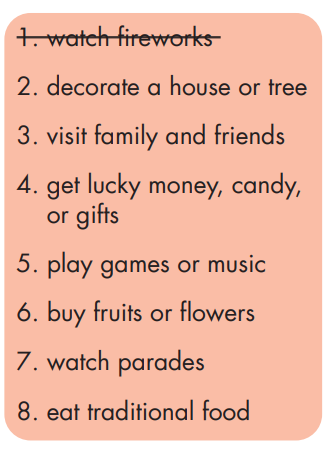 1. watch fireworks
2. decorate a house or tree
3. visit family and friends
4. get lucky money, candy,
or gifts
5. play games or music
6. buy fruits or flowers
7. watch parades
8. eat traditional food